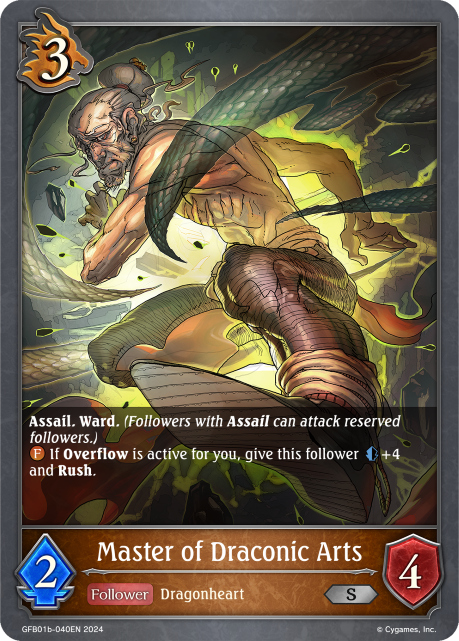 3
Assail. Ward. (Followers with Assail can attack reserved
followers.)
F If Overflow is active for you, give this follower +4
and Rush.
Master of Draconic Arts
2
Follower Dragonheart
S
4
GFB01b-040EN 2024
© Cygames, Inc.